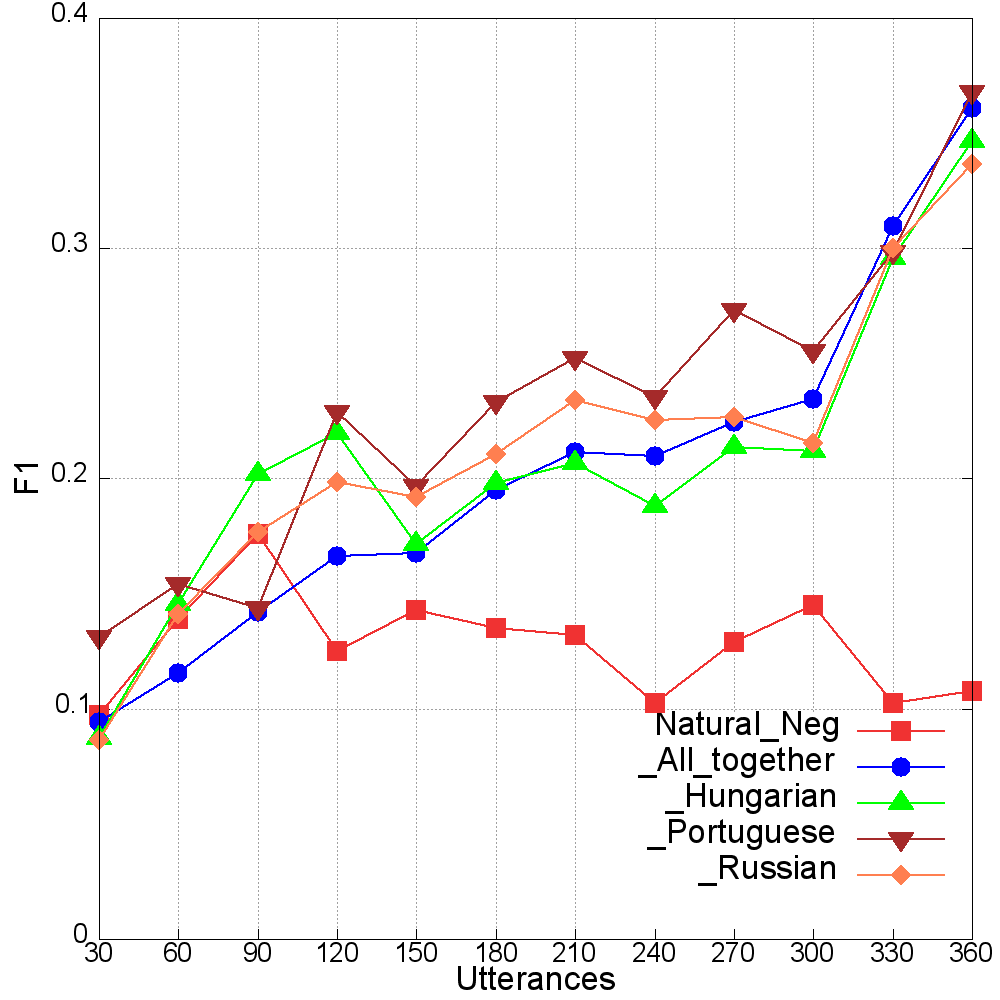 0.4
0.3
0.2
0.1
0
F1
30 60 90 120 150 180 210 240 270 300 330 360
Utterances
Natural_Neg
_All_together
_Hungarian
_Portuguese
_Russian